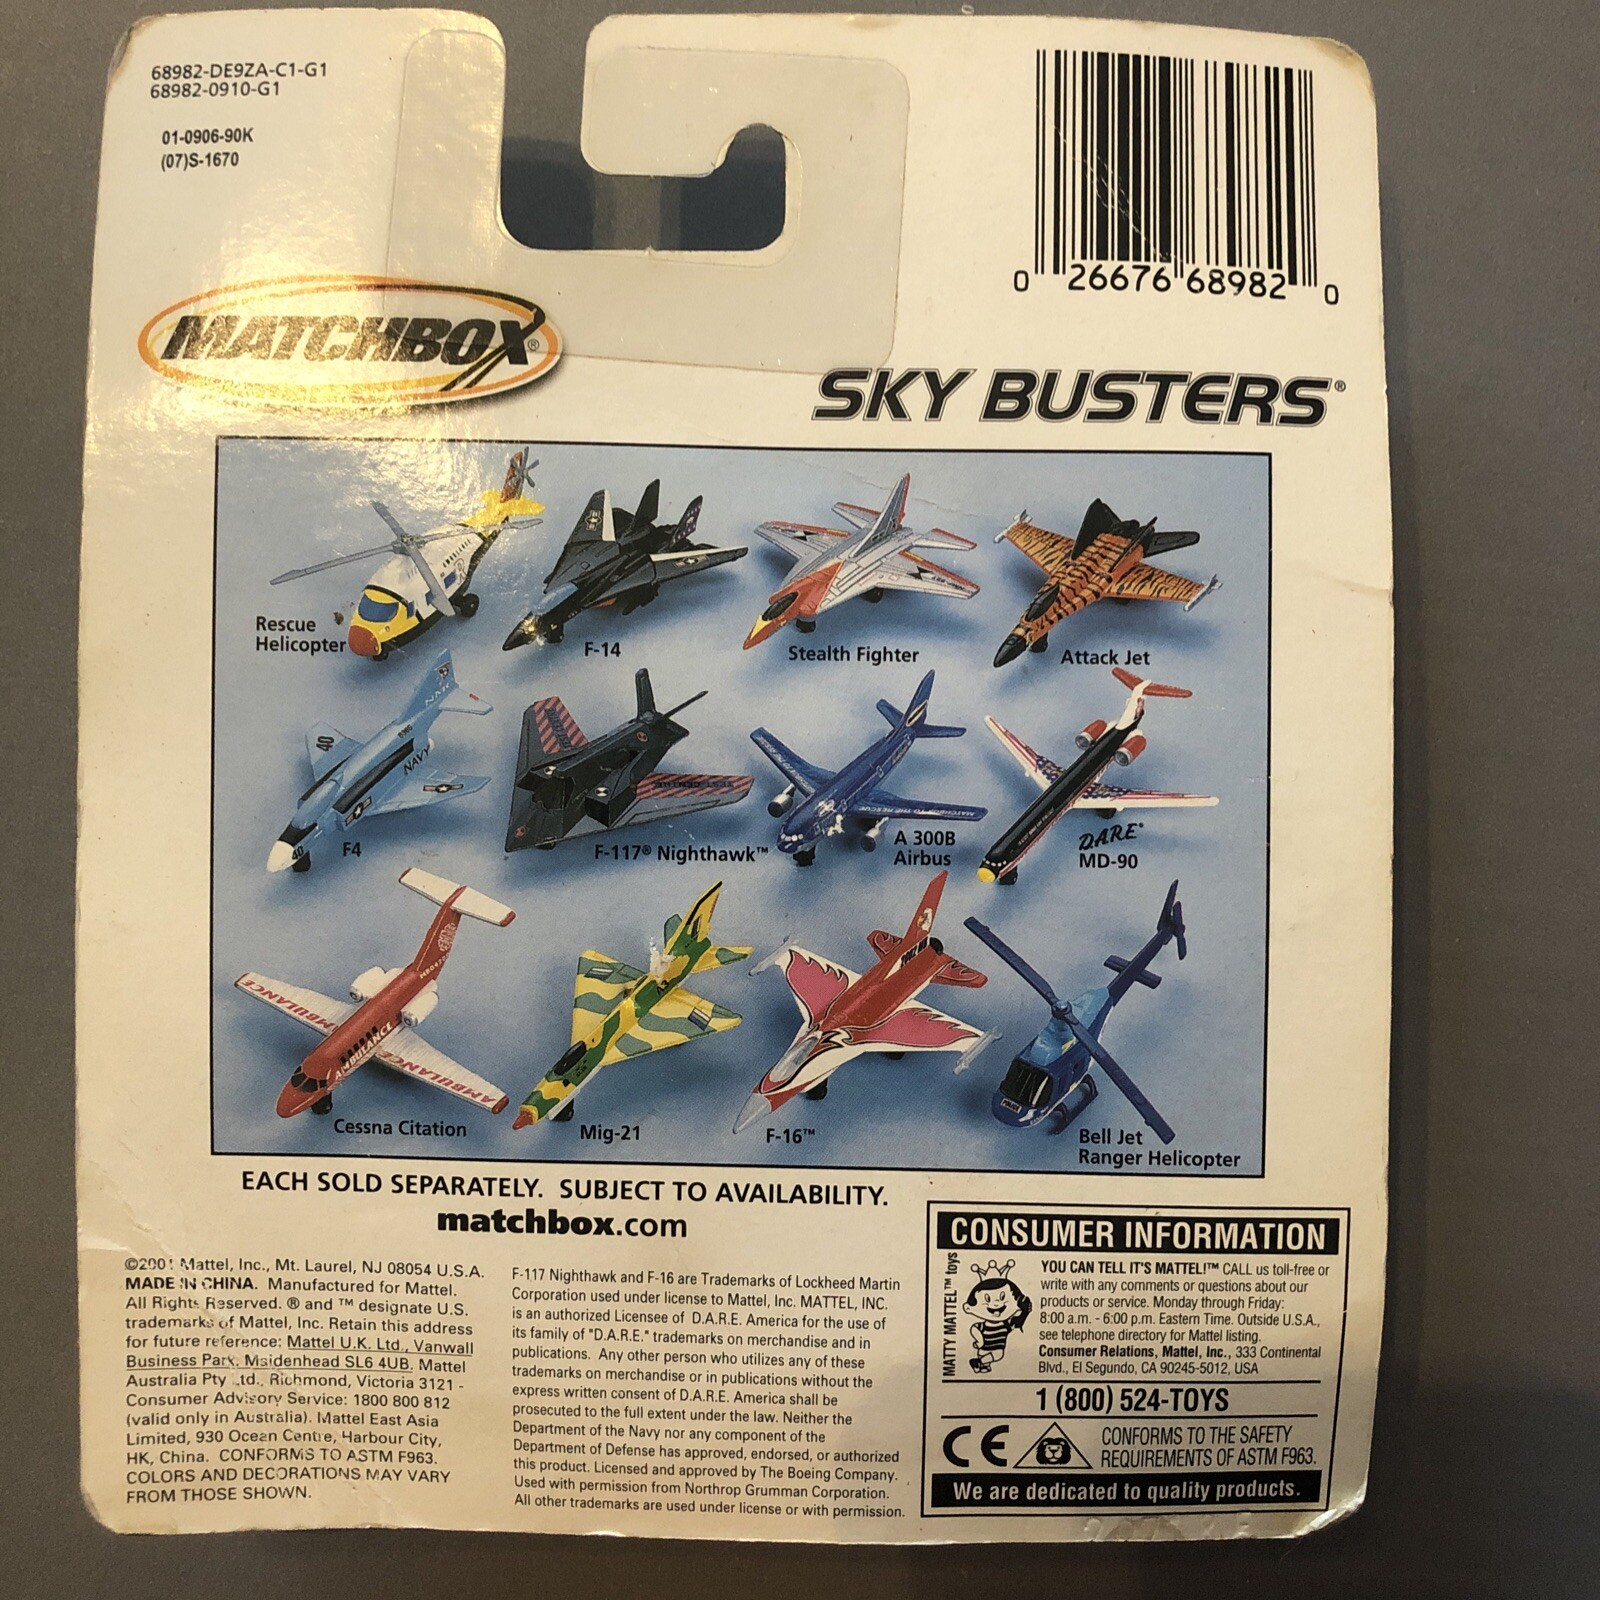 68982-DE9ZA-C1-G1
68982-0910-G1
01-0906-90K
(07)S-1670
0 26676 68982 0
MATCHBOX®
SKY BUSTERS®
Rescue
Helicopter
F-14
Stealth Fighter
Attack Jet
40
NAVY
40
F4
F-117® Nighthawk™
MATCHBOX TO THE RESCUE
A 300B
Airbus
D.A.R.E.®
MD-90
AMBULANCE
AMBULANCE
AMBULANCE
Cessna Citation
Mig-21
F-16™
POLICE
Bell Jet
Ranger Helicopter
EACH SOLD SEPARATELY. SUBJECT TO AVAILABILITY.
matchbox.com
©2001 Mattel, Inc., Mt. Laurel, NJ 08054 U.S.A.
MADE IN CHINA. Manufactured for Mattel.
All Rights Reserved. ® and ™ designate U.S.
trademarks of Mattel, Inc. Retain this address
for future reference: Mattel U.K. Ltd., Vanwall
Business Park, Maidenhead SL6 4UB. Mattel
Australia Pty Ltd., Richmond, Victoria 3121 -
Consumer Advisory Service: 1800 800 812
(valid only in Australia). Mattel East Asia
Limited, 930 Ocean Centre, Harbour City,
HK, China. CONFORMS TO ASTM F963.
COLORS AND DECORATIONS MAY VARY
FROM THOSE SHOWN.
F-117 Nighthawk and F-16 are Trademarks of Lockheed Martin
Corporation used under license to Mattel, Inc. MATTEL, INC.
is an authorized Licensee of D.A.R.E. America for the use of
its family of "D.A.R.E." trademarks on merchandise and in
publications. Any other person who utilizes any of these
trademarks on merchandise or in publications without the
express written consent of D.A.R.E. America shall be
prosecuted to the full extent under the law. Neither the
Department of the Navy nor any component of the
Department of Defense has approved, endorsed, or authorized
this product. Licensed and approved by The Boeing Company.
Used with permission from Northrop Grumman Corporation.
All other trademarks are used under license or with permission.
CONSUMER INFORMATION
MATTY MATTEL™ toys
YOU CAN TELL IT'S MATTEL!™ CALL us toll-free or
write with any comments or questions about our
products or service. Monday through Friday:
8:00 a.m. - 6:00 p.m. Eastern Time. Outside U.S.A.,
see telephone directory for Mattel listing.
Consumer Relations, Mattel, Inc., 333 Continental
Blvd., El Segundo, CA 90245-5012, USA
1 (800) 524-TOYS
CE
CONFORMS TO THE SAFETY
REQUIREMENTS OF ASTM F963.
We are dedicated to quality products.